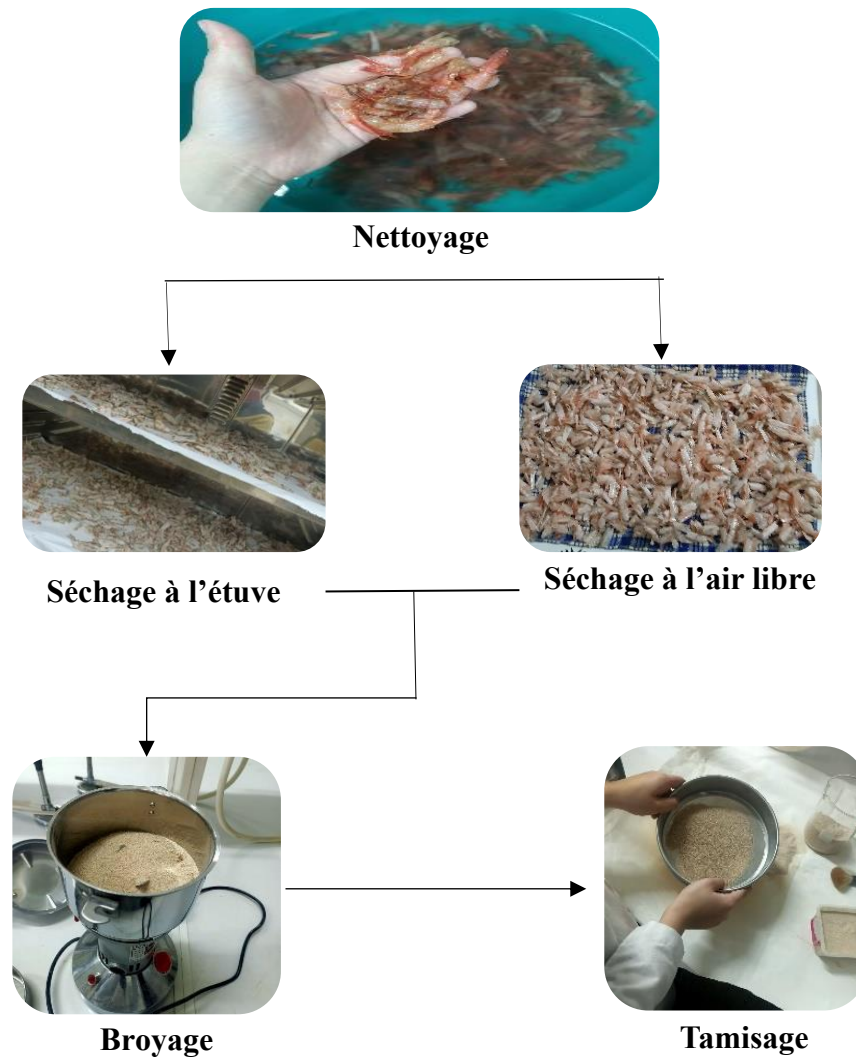 Nettoyage
Séchage à l'étuve
Séchage à l'air libre
Broyage
Tamisage